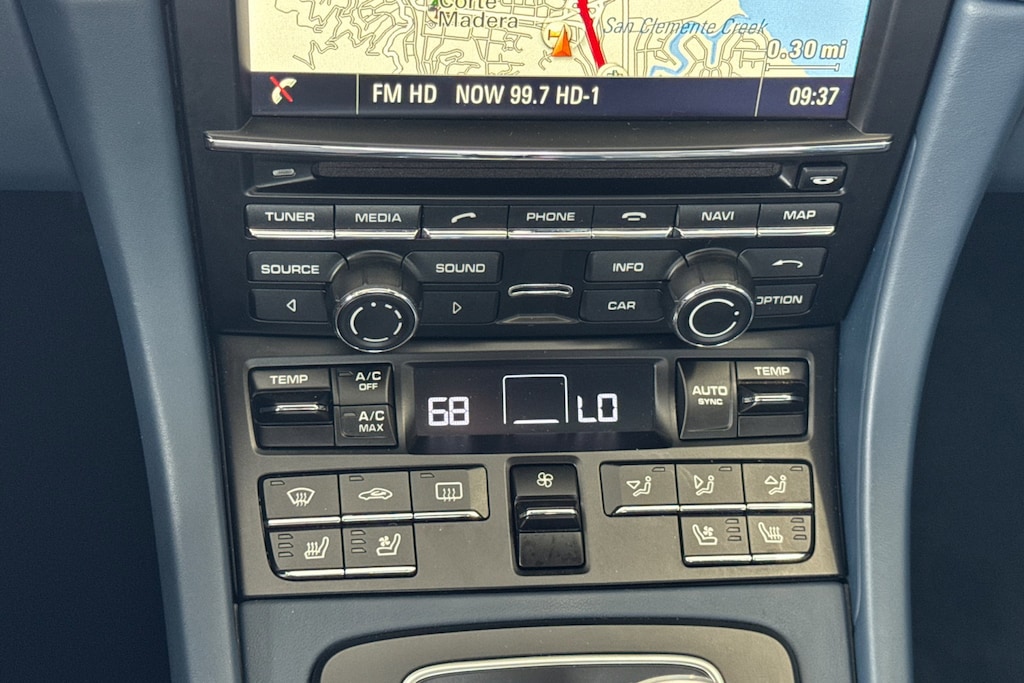 Corte
Madera
San Clemente Creek
0.30 mi
FM HD NOW 99.7 HD-1 09:37
TUNER MEDIA PHONE NAVI MAP
SOURCE SOUND INFO
CAR OPTION
TEMP A/C OFF AUTO SYNC TEMP
A/C MAX
68 LO